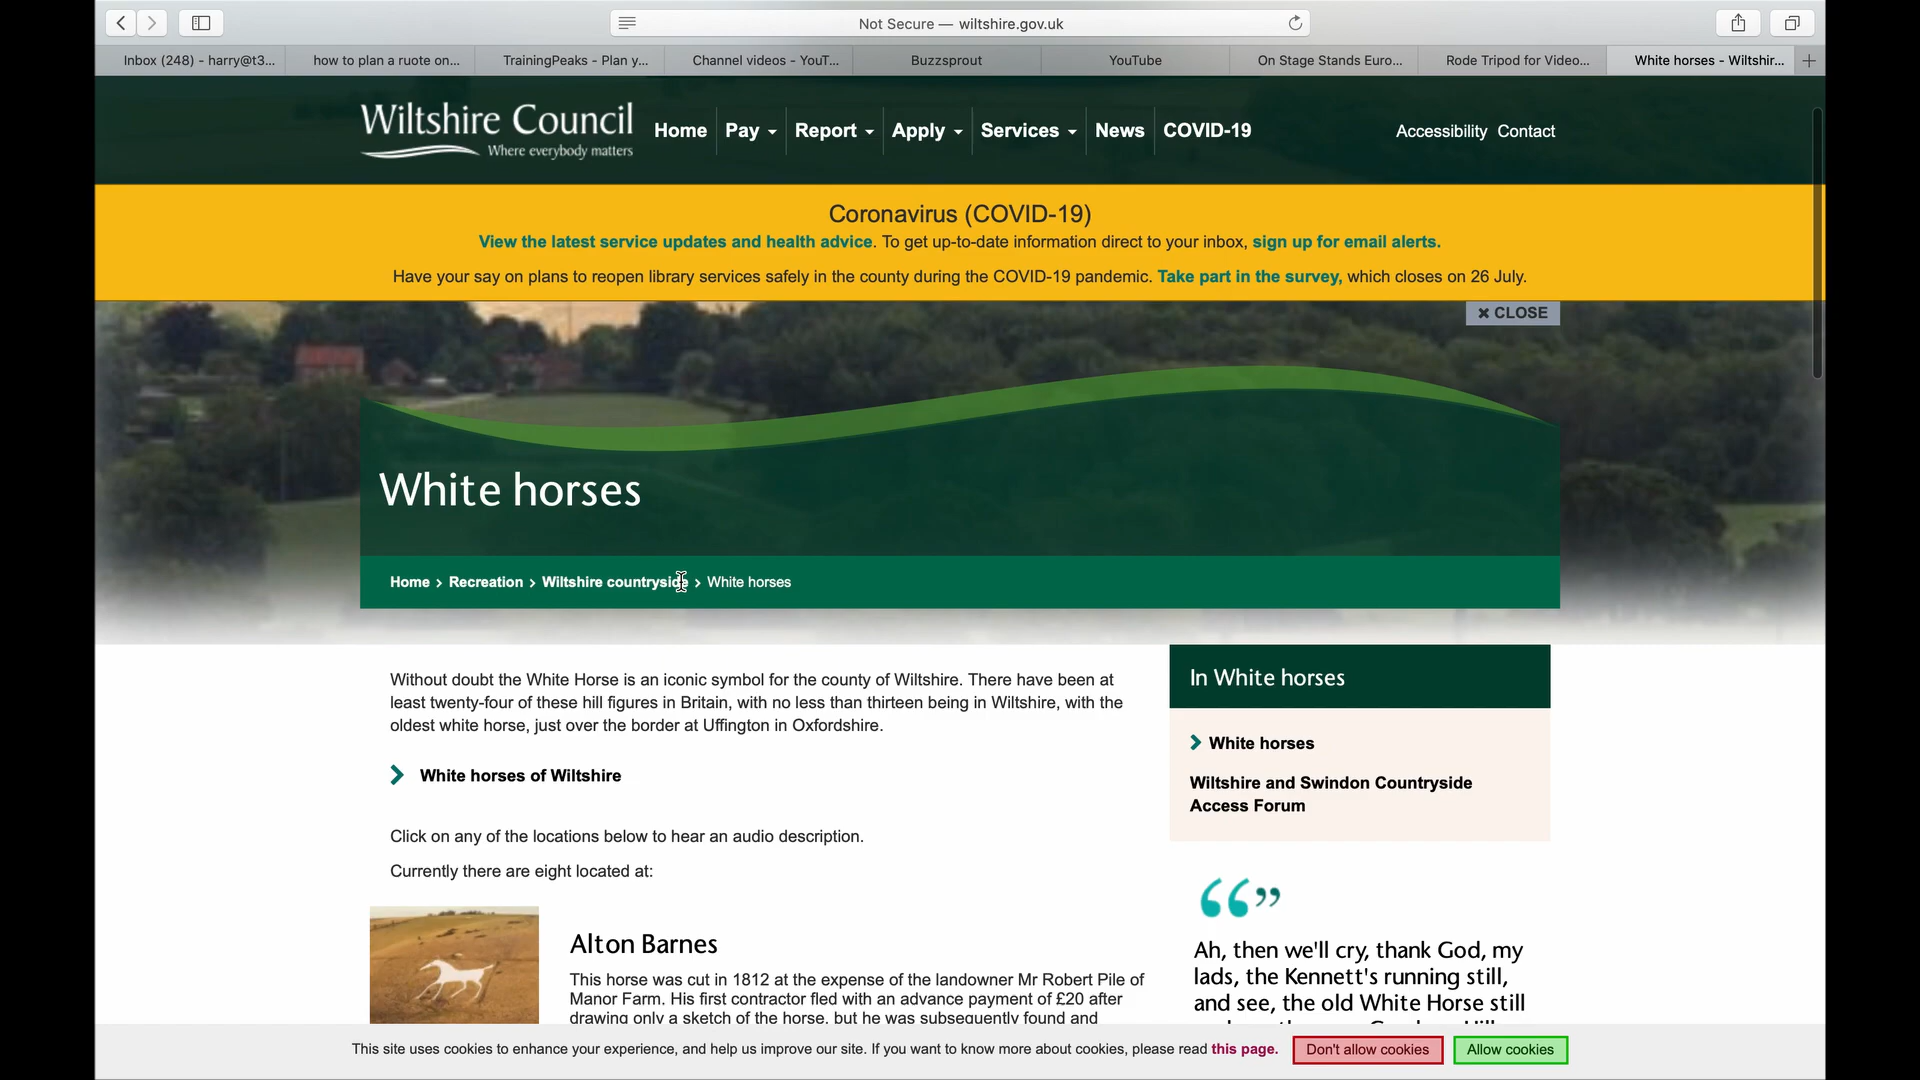 Not Secure — wiltshire.gov.uk
Inbox (248) - harry@t3...
how to plan a ruote on...
TrainingPeaks - Plan y...
Channel videos - YouT...
Buzzsprout
YouTube
On Stage Stands Euro...
Rode Tripod for Video...
White horses - Wiltshir...
Wiltshire Council
Where everybody matters
Home
Pay
Report
Apply
Services
News
COVID-19
Accessibility
Contact
Coronavirus (COVID-19)
View the latest service updates and health advice. To get up-to-date information direct to your inbox, sign up for email alerts.
Have your say on plans to reopen library services safely in the county during the COVID-19 pandemic. Take part in the survey, which closes on 26 July.
✖ CLOSE
White horses
Home > Recreation > Wiltshire countryside > White horses
Without doubt the White Horse is an iconic symbol for the county of Wiltshire. There have been at
least twenty-four of these hill figures in Britain, with no less than thirteen being in Wiltshire, with the
oldest white horse, just over the border at Uffington in Oxfordshire.
White horses of Wiltshire
Click on any of the locations below to hear an audio description.
Currently there are eight located at:
Alton Barnes
This horse was cut in 1812 at the expense of the landowner Mr Robert Pile of
Manor Farm. His first contractor fled with an advance payment of £20 after
drawing only a sketch of the horse, but he was subsequently found and
In White horses
White horses
Wiltshire and Swindon Countryside
Access Forum
Ah, then we'll cry, thank God, my
lads, the Kennett's running still,
and see, the old White Horse still
This site uses cookies to enhance your experience, and help us improve our site. If you want to know more about cookies, please read this page.
Don't allow cookies
Allow cookies